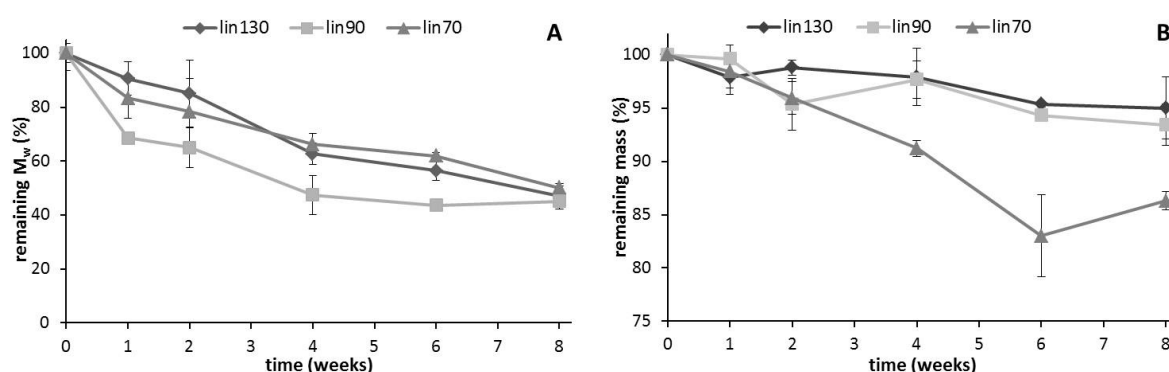 lin130 lin90 lin70 A
100
80
60
40
20
0
remaining Mw (%)
0 1 2 3 4 5 6 7 8
time (weeks)
lin130 lin90 lin70 B
100
95
90
85
80
75
remaining mass (%)
0 1 2 3 4 5 6 7 8
time (weeks)